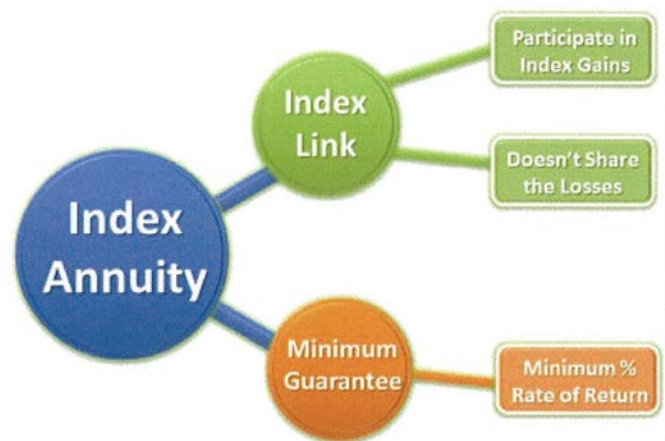 Participate in
Index Gains
Index
Link
Doesn't Share
the Losses
Index
Annuity
Minimum
Guarantee
Minimum %
Rate of Return